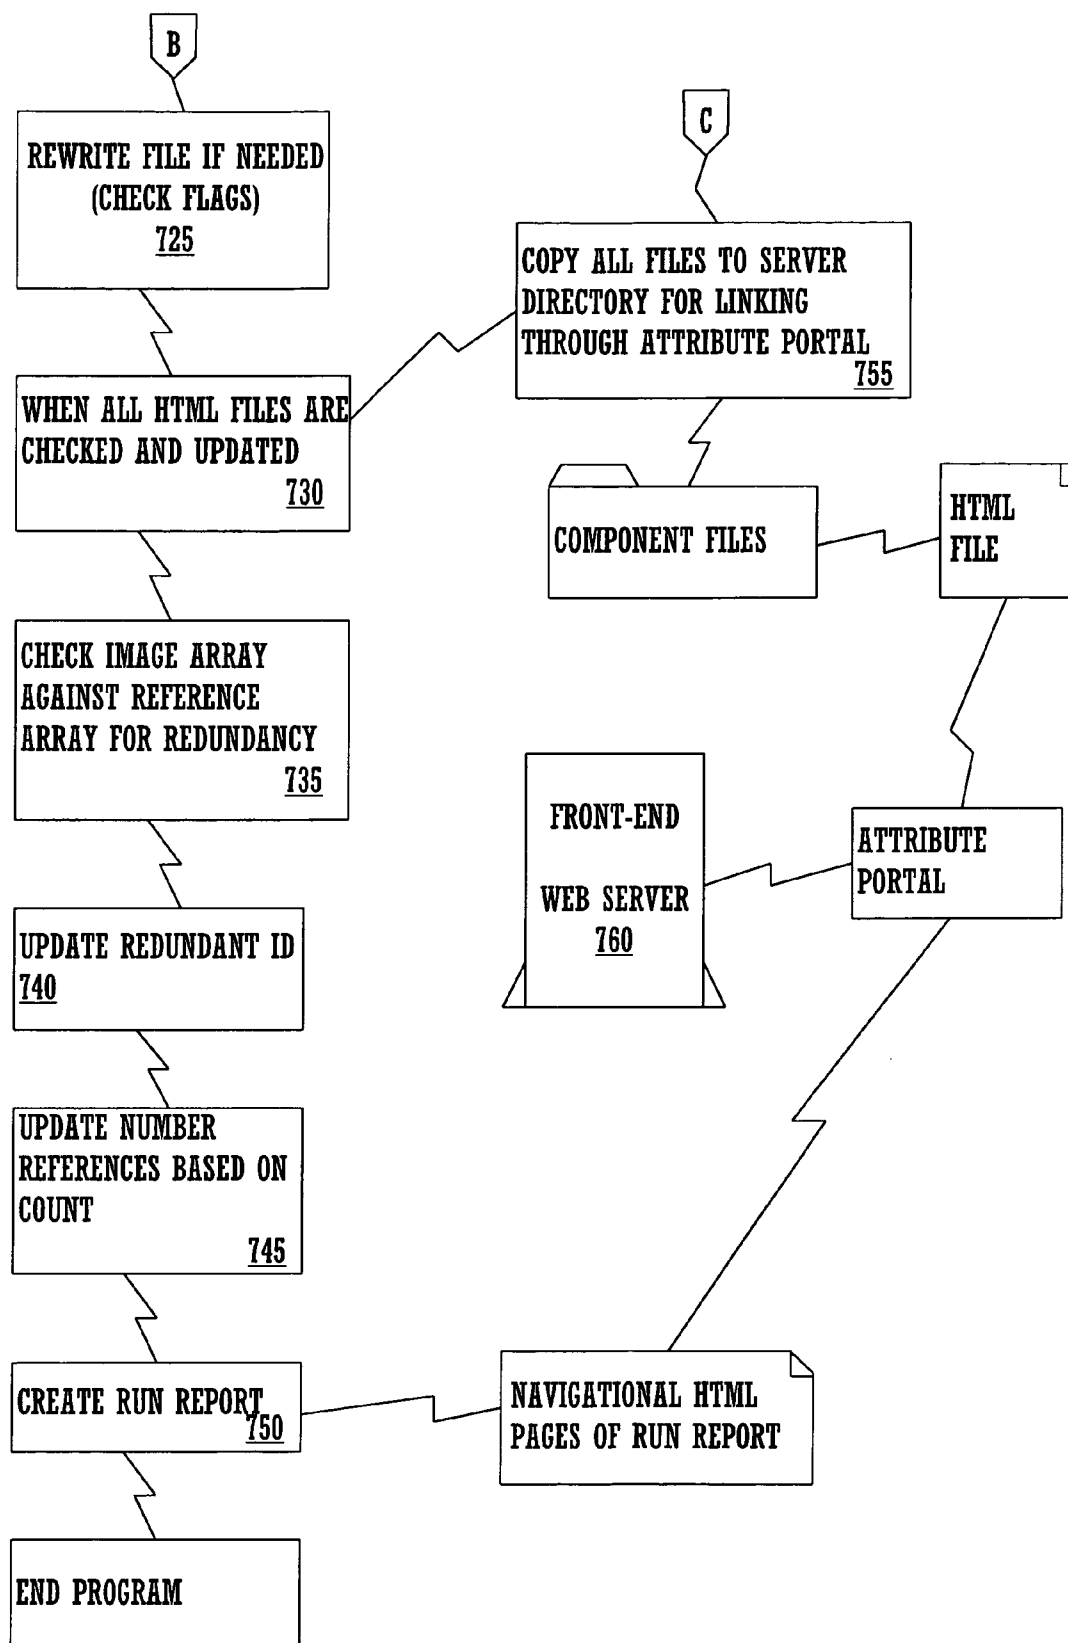 B
REWRITE FILE IF NEEDED
(CHECK FLAGS)
725
WHEN ALL HTML FILES ARE
CHECKED AND UPDATED
730
CHECK IMAGE ARRAY
AGAINST REFERENCE
ARRAY FOR REDUNDANCY
735
UPDATE REDUNDANT ID
740
UPDATE NUMBER
REFERENCES BASED ON
COUNT
745
CREATE RUN REPORT
750
END PROGRAM
C
COPY ALL FILES TO SERVER
DIRECTORY FOR LINKING
THROUGH ATTRIBUTE PORTAL
755
COMPONENT FILES
HTML
FILE
FRONT-END
WEB SERVER
760
ATTRIBUTE
PORTAL
NAVIGATIONAL HTML
PAGES OF RUN REPORT